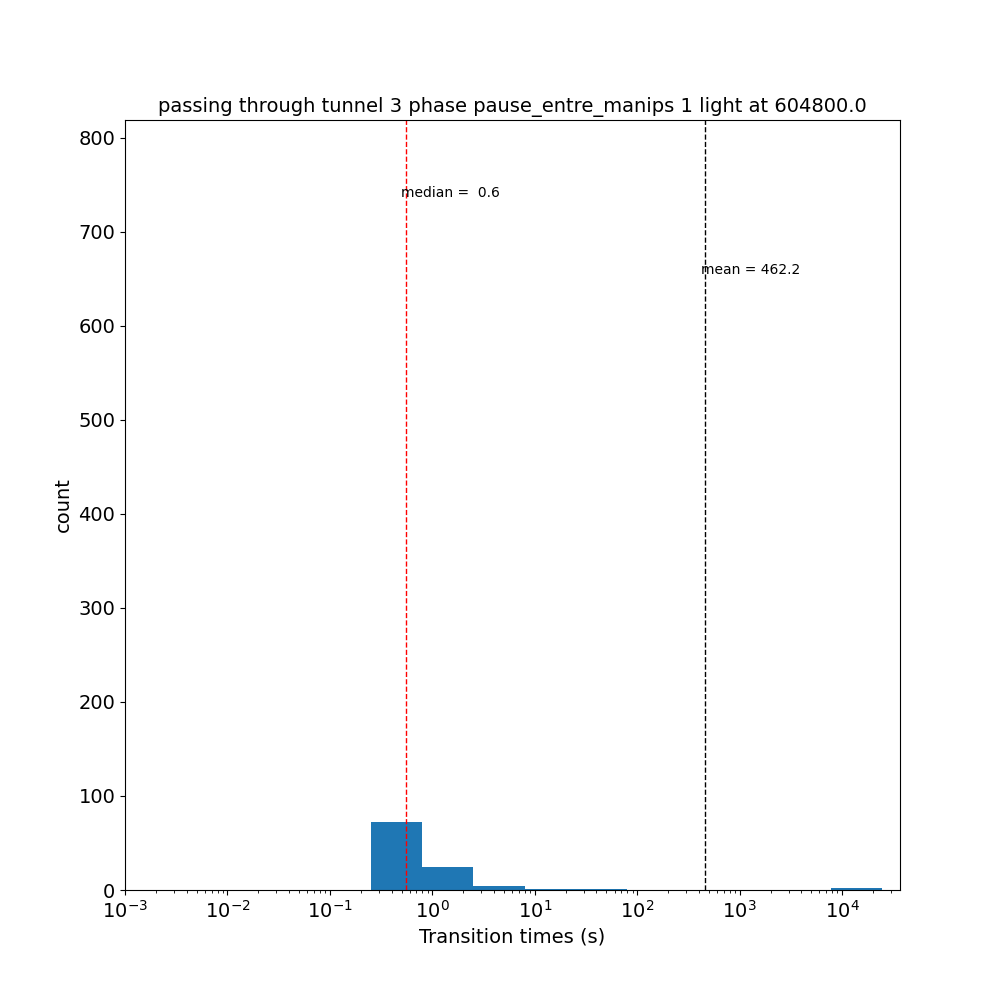 passing through tunnel 3 phase pause_entre_manips 1 light at 604800.0
800
median =  0.6
700
mean = 462.2
600
500
400
300
200
100
0
count
10⁻³ 10⁻² 10⁻¹ 10⁰ 10¹ 10² 10³ 10⁴
Transition times (s)